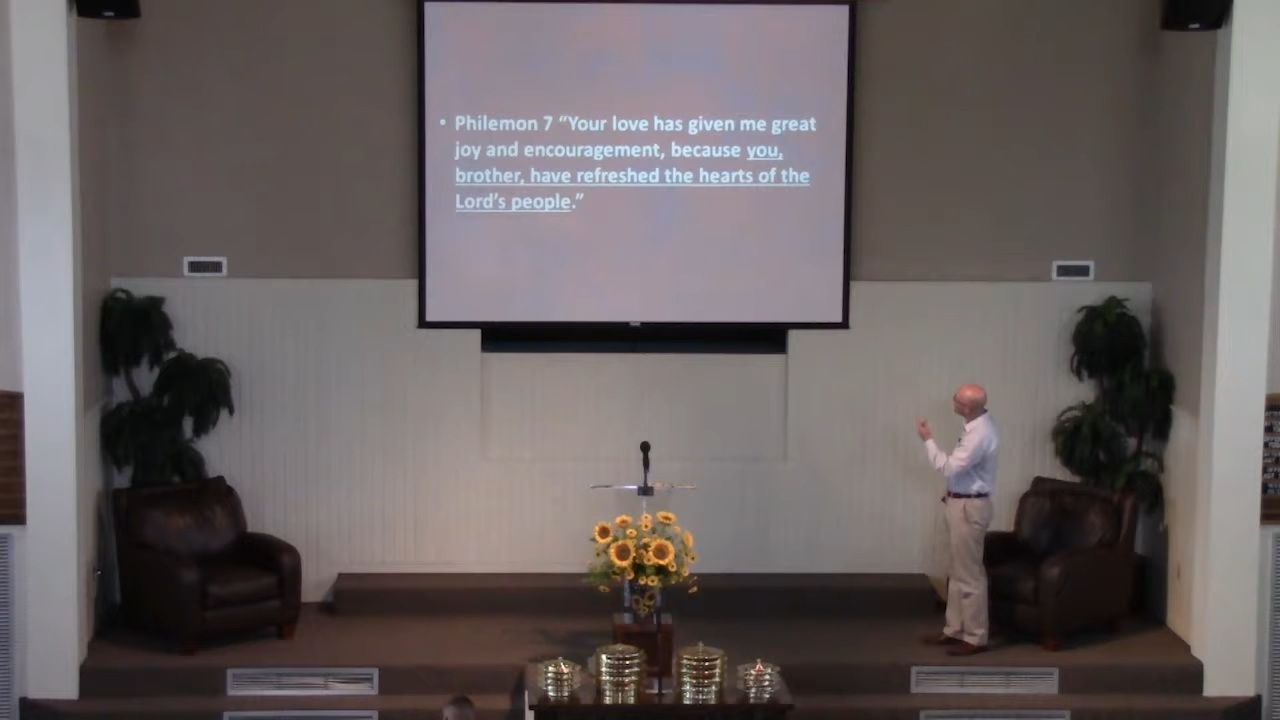 • Philemon 7 “Your love has given me great
joy and encouragement, because you,
brother, have refreshed the hearts of the
Lord’s people.”